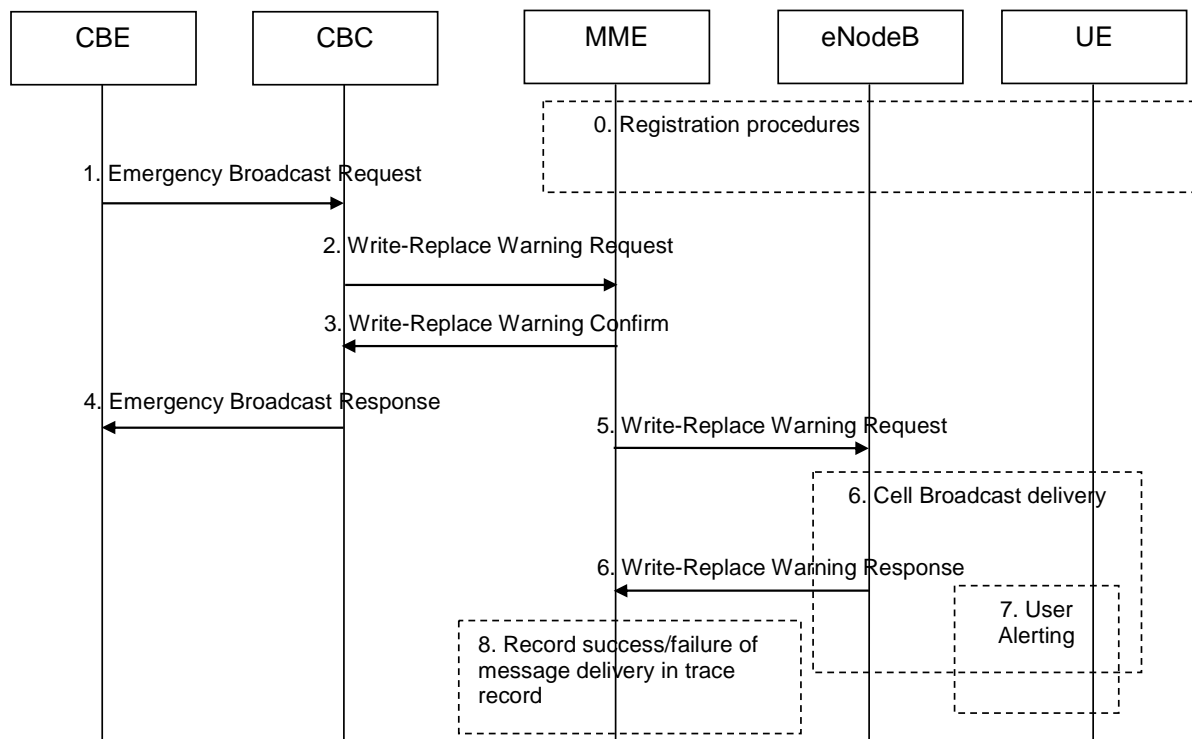 CBE
CBC
MME
eNodeB
UE
0. Registration procedures
1. Emergency Broadcast Request
2. Write-Replace Warning Request
3. Write-Replace Warning Confirm
4. Emergency Broadcast Response
5. Write-Replace Warning Request
6. Cell Broadcast delivery
6. Write-Replace Warning Response
7. User
Alerting
8. Record success/failure of
message delivery in trace
record